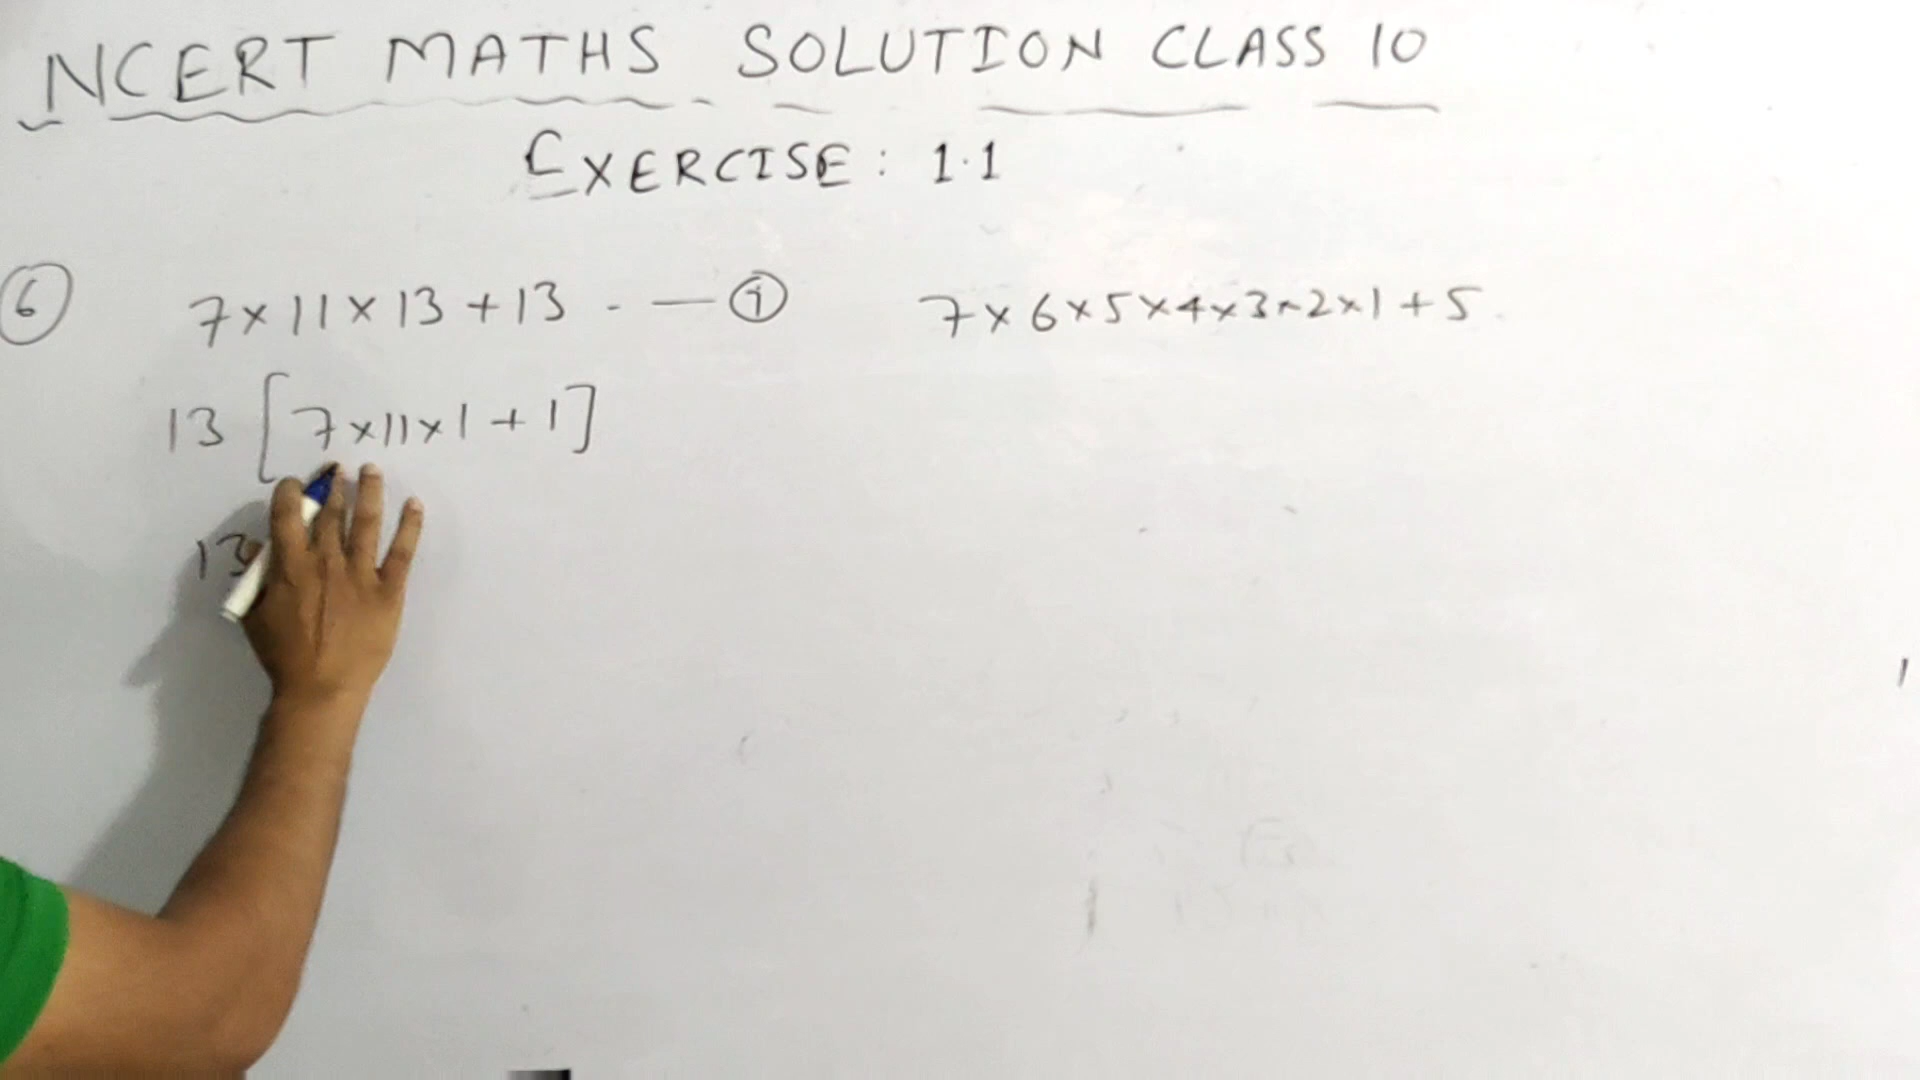 NCERT MATHS SOLUTION CLASS 10
EXERCISE : 1.1
6 7 × 11 × 13 + 13 . — 1 7 × 6 × 5 × 4 × 3 × 2 × 1 + 5
13 [ 7 × 11 × 1 + 1 ]
13